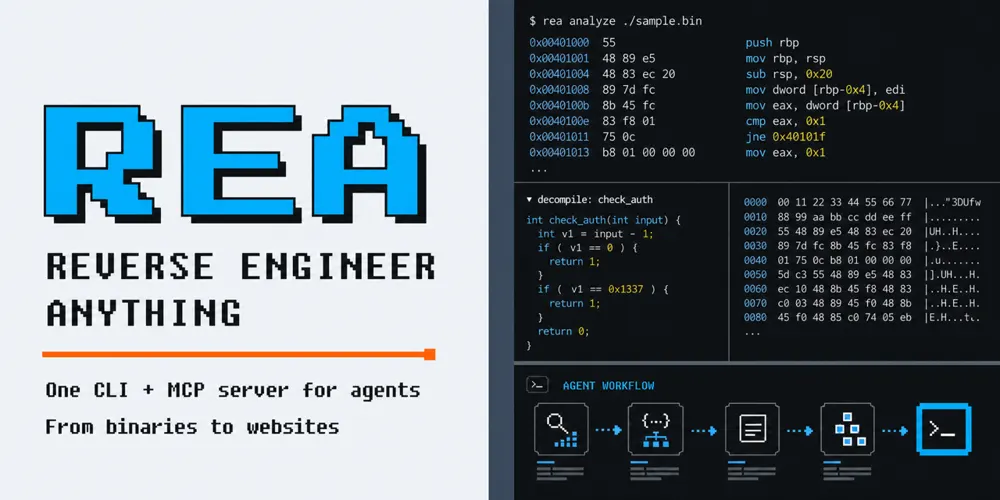 REA
REVERSE ENGINEER
ANYTHING
One CLI + MCP server for agents
From binaries to websites
$ rea analyze ./sample.bin
0x00401000 55 push rbp
0x00401001 48 89 e5 mov rbp, rsp
0x00401004 48 83 ec 20 sub rsp, 0x20
0x00401008 89 7d fc mov dword [rbp-0x4], edi
0x0040100b 8b 45 fc mov eax, dword [rbp-0x4]
0x0040100e 83 f8 01 cmp eax, 0x1
0x00401011 75 0c jne 0x40101f
0x00401013 b8 01 00 00 00 mov eax, 0x1
...
▼ decompile: check_auth
int check_auth(int input) {
int v1 = input - 1;
if ( v1 == 0 ) {
return 1;
}
if ( v1 == 0x1337 ) {
return 1;
}
return 0;
}
0000 00 11 22 33 44 55 66 77 |..."3DUfw
0010 88 99 aa bb cc dd ee ff |.........
0020 55 48 89 e5 48 83 ec 20 |UH..H....
0030 89 7d fc 8b 45 fc 83 f8 |.}..E....
0040 01 75 0c b8 01 00 00 00 |.u.......
0050 5d c3 55 48 89 e5 48 83 |].UH...H.
0060 ec 10 48 8b 45 f8 48 83 |..H.E..H.
0070 c0 03 48 89 45 f0 48 8b |..H.E..H.
0080 45 f0 48 85 c0 74 05 eb |E.H...t..
...
>_ AGENT WORKFLOW
{...}
>_